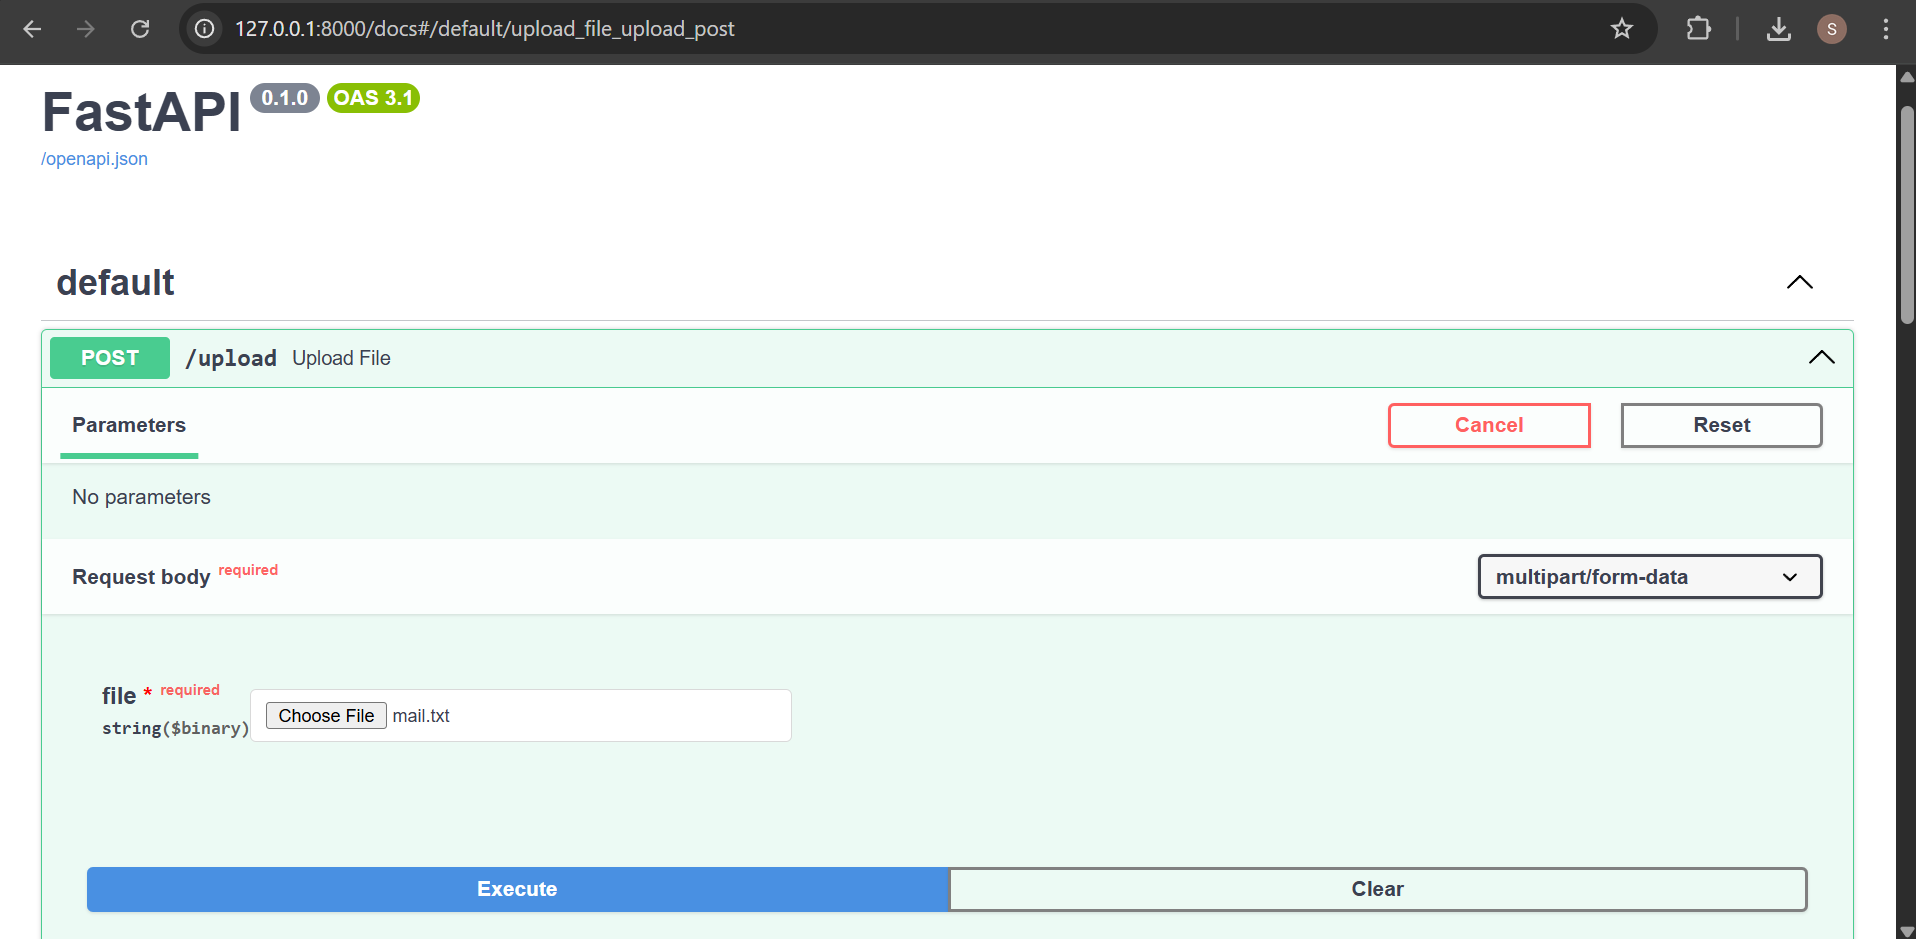 127.0.0.1:8000/docs#/default/upload_file_upload_post
S
FastAPI 0.1.0 OAS 3.1
/openapi.json
default
POST /upload Upload File
Parameters Cancel Reset
No parameters
Request body required multipart/form-data
file * required
string($binary) Choose File mail.txt
Execute Clear